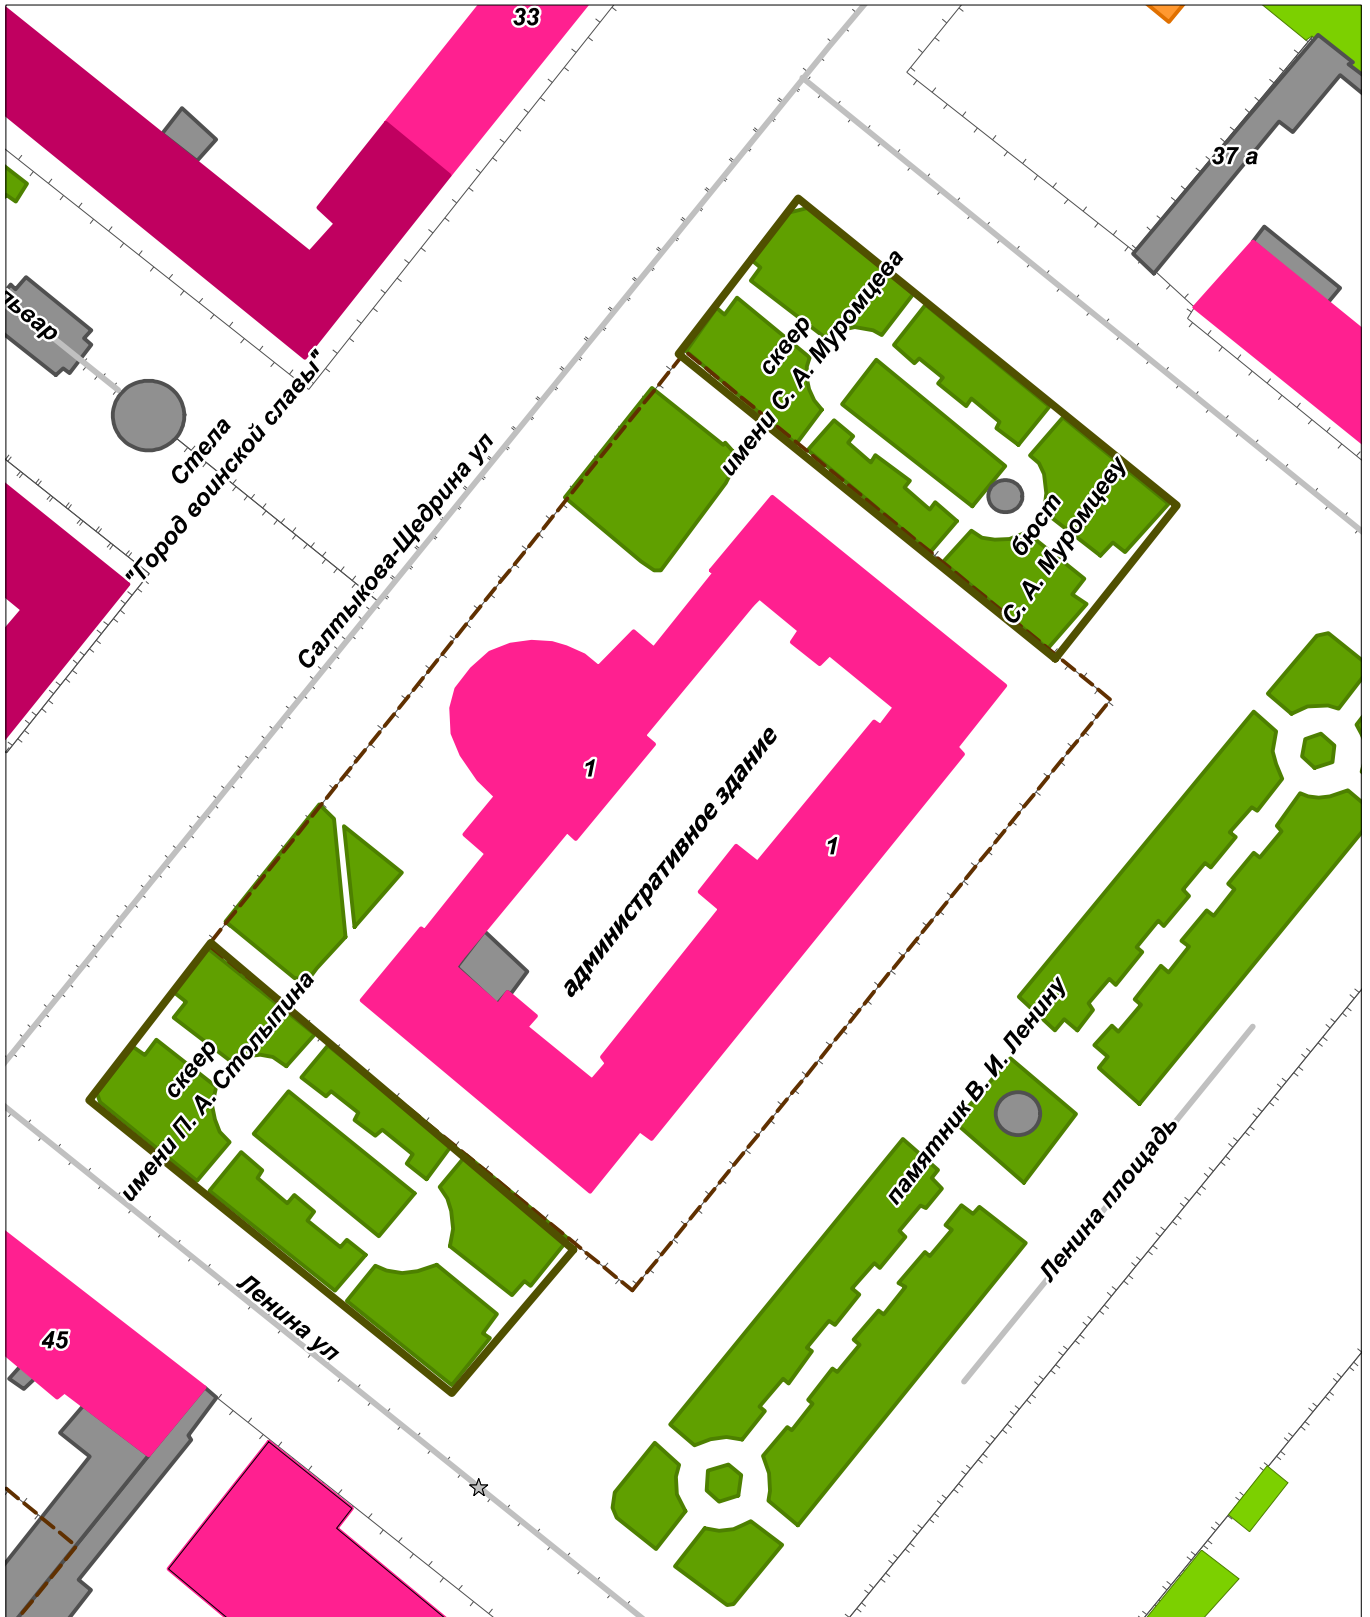 33
37 а
сквер
имени С. А. Муромцева
Стела
"Город воинской славы"
Салтыкова-Щедрина ул
бюст
С. А. Муромцеву
1
1
административное здание
сквер
имени П. А. Столыпина
памятник В. И. Ленину
Ленина площадь
Ленина ул
45